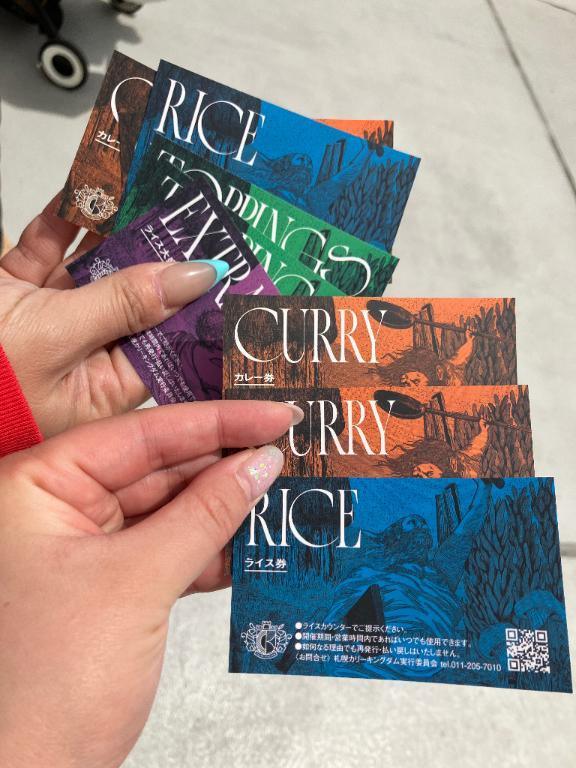 カレー
RICE
TOPPINGS
EXTRA
ライス大
CURRY
カレー券
CURRY
RICE
ライス券
●ライスカウンターでご提示ください。
●開催期間・営業時間内であればいつでも使用できます。
●如何なる理由でも再発行・払い戻しはいたしません。
〈お問合せ〉札幌カリーキングダム実行委員会 tel.011-205-7010